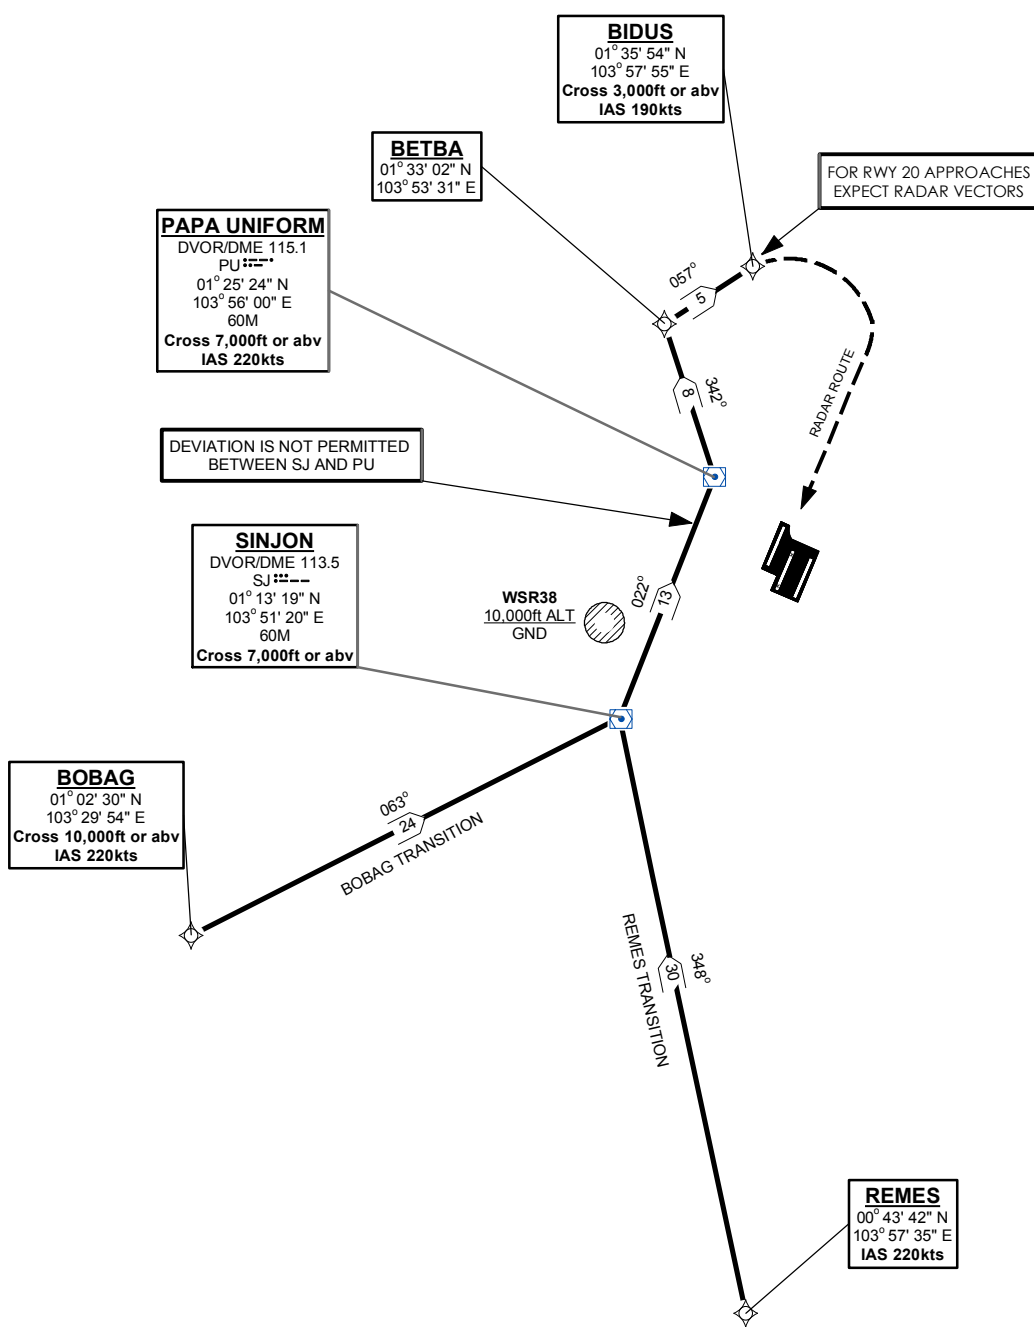 BIDUS
01° 35' 54" N
103° 57' 55" E
Cross 3,000ft or abv
IAS 190kts
BETBA
01° 33' 02" N
103° 53' 31" E
FOR RWY 20 APPROACHES
EXPECT RADAR VECTORS
PAPA UNIFORM
DVOR/DME 115.1
PU
01° 25' 24" N
103° 56' 00" E
60M
Cross 7,000ft or abv
IAS 220kts
057°
5
RADAR ROUTE
342°
8
DEVIATION IS NOT PERMITTED
BETWEEN SJ AND PU
SINJON
DVOR/DME 113.5
SJ
01° 13' 19" N
103° 51' 20" E
60M
Cross 7,000ft or abv
WSR38
10,000ft ALT
GND
022°
13
BOBAG
01° 02' 30" N
103° 29' 54" E
Cross 10,000ft or abv
IAS 220kts
063°
24
BOBAG TRANSITION
REMES TRANSITION
30
348°
REMES
00° 43' 42" N
103° 57' 35" E
IAS 220kts